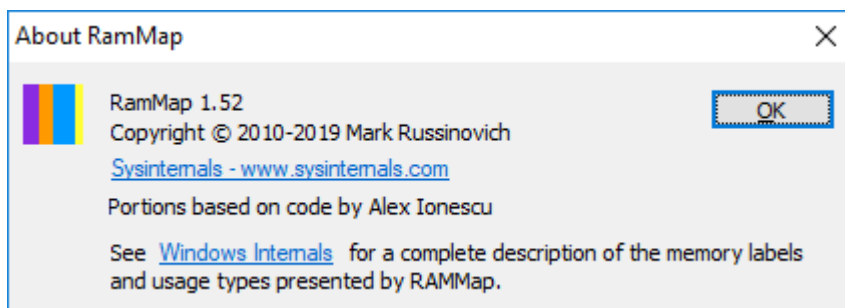 About RamMap
RamMap 1.52
OK
Copyright © 2010-2019 Mark Russinovich
Sysinternals - www.sysinternals.com
Portions based on code by Alex Ionescu
See Windows Internals for a complete description of the memory labels
and usage types presented by RAMMap.